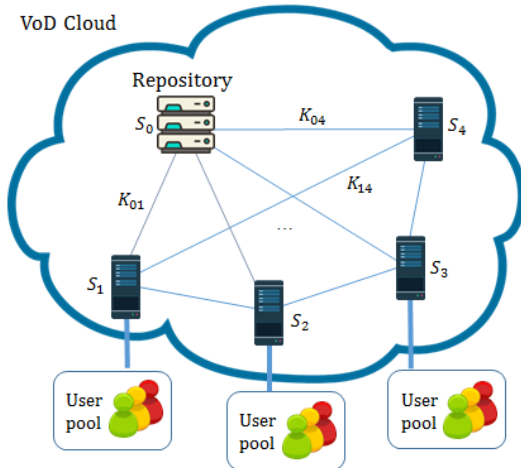 VoD Cloud
Repository
S₀
K₀₄
S₄
K₀₁
K₁₄
...
S₁
S₂
S₃
User
pool
User
pool
User
pool